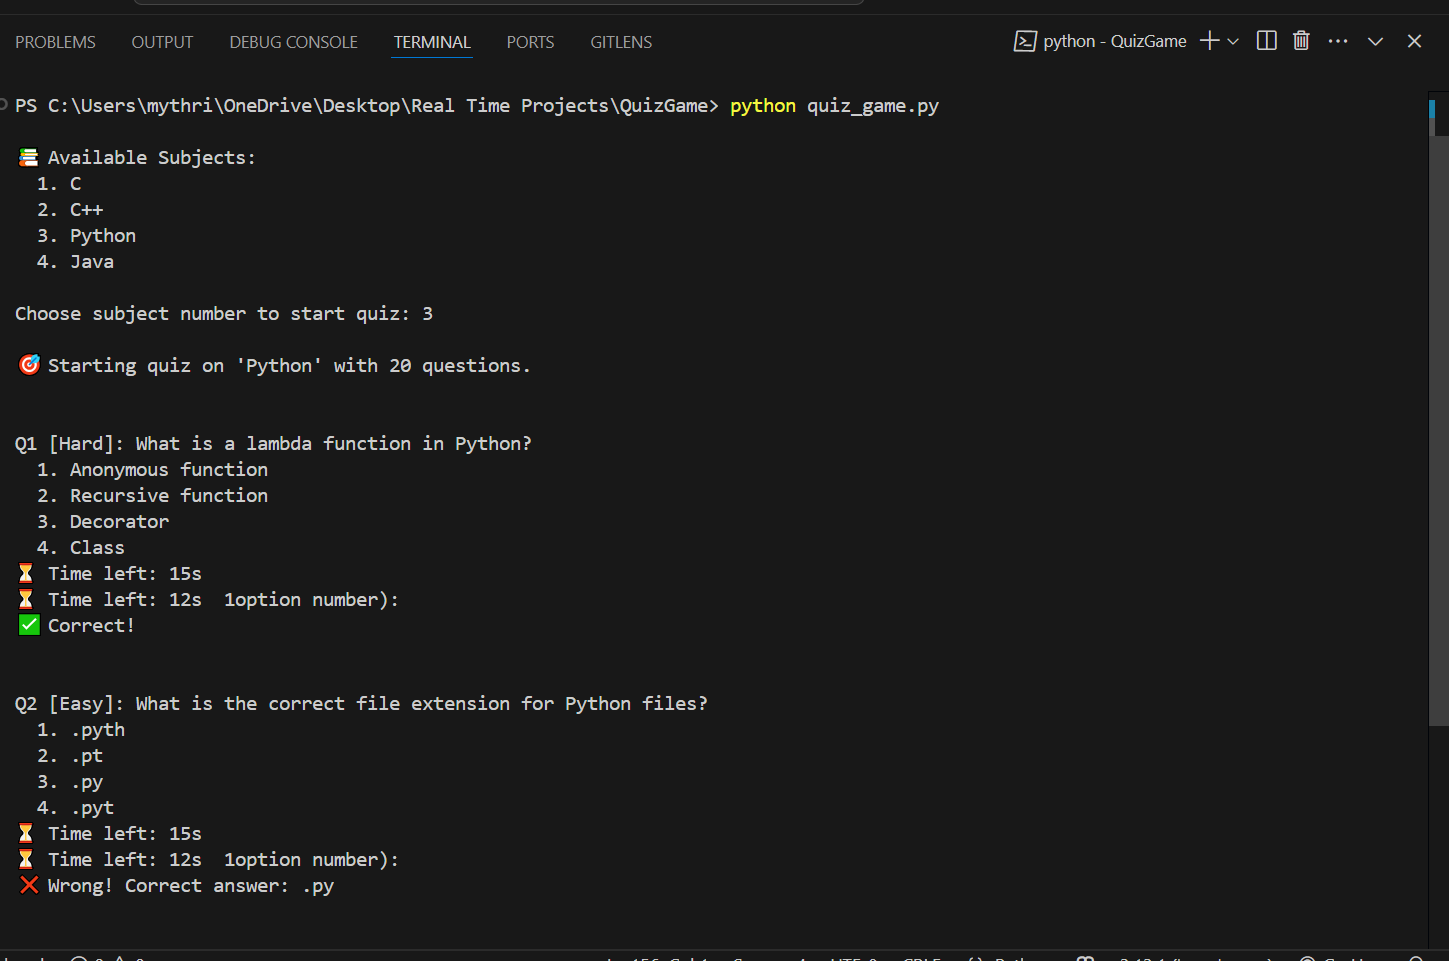 PROBLEMS OUTPUT DEBUG CONSOLE TERMINAL PORTS GITLENS python - QuizGame
PS C:\Users\mythri\OneDrive\Desktop\Real Time Projects\QuizGame> python quiz_game.py
Available Subjects:
1. C
2. C++
3. Python
4. Java
Choose subject number to start quiz: 3
Starting quiz on 'Python' with 20 questions.
Q1 [Hard]: What is a lambda function in Python?
1. Anonymous function
2. Recursive function
3. Decorator
4. Class
Time left: 15s
Time left: 12s 1option number):
Correct!
Q2 [Easy]: What is the correct file extension for Python files?
1. .pyth
2. .pt
3. .py
4. .pyt
Time left: 15s
Time left: 12s 1option number):
Wrong! Correct answer: .py